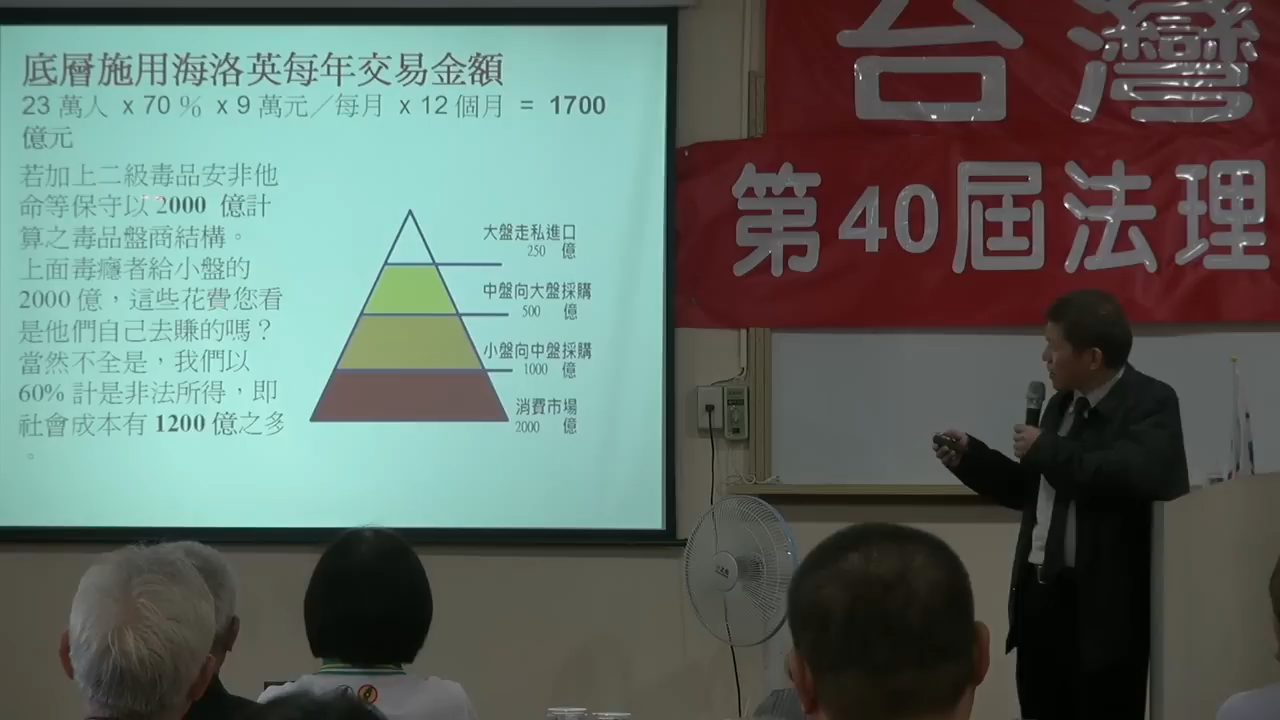 底層施用海洛英每年交易金額
23 萬人 x 70 % x 9 萬元／每月 x 12 個月 = 1700
億元
若加上二級毒品安非他
命等保守以 2000 億計
算之毒品盤商結構。
上面毒癮者給小盤的
2000 億，這些花費您看
是他們自己去賺的嗎？
當然不全是，我們以
60% 計是非法所得，即
社會成本有 1200 億之多
。
大盤走私進口
250 億
中盤向大盤採購
500 億
小盤向中盤採購
1000 億
消費市場
2000 億
台灣
第40屆法理